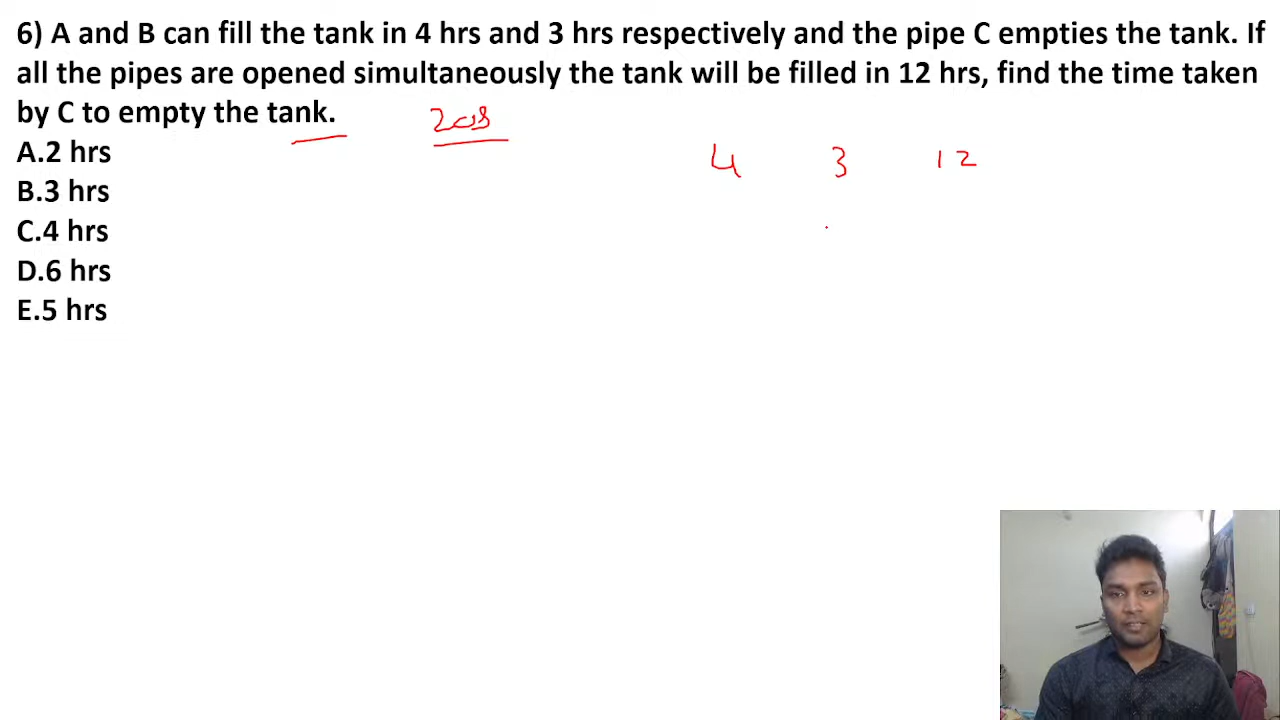 6) A and B can fill the tank in 4 hrs and 3 hrs respectively and the pipe C empties the tank. If
all the pipes are opened simultaneously the tank will be filled in 12 hrs, find the time taken
by C to empty the tank.
A.2 hrs
4 3 12
B.3 hrs
C.4 hrs
D.6 hrs
E.5 hrs